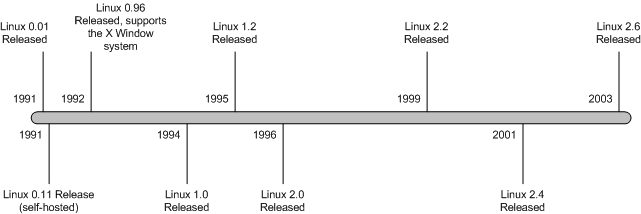 Linux 0.01
Released
Linux 0.96
Released, supports
the X Window
system
Linux 1.2
Released
Linux 2.2
Released
Linux 2.6
Released
1991
1992
1995
1999
2003
1991
1994
1996
2001
Linux 0.11 Release
(self-hosted)
Linux 1.0
Released
Linux 2.0
Released
Linux 2.4
Released